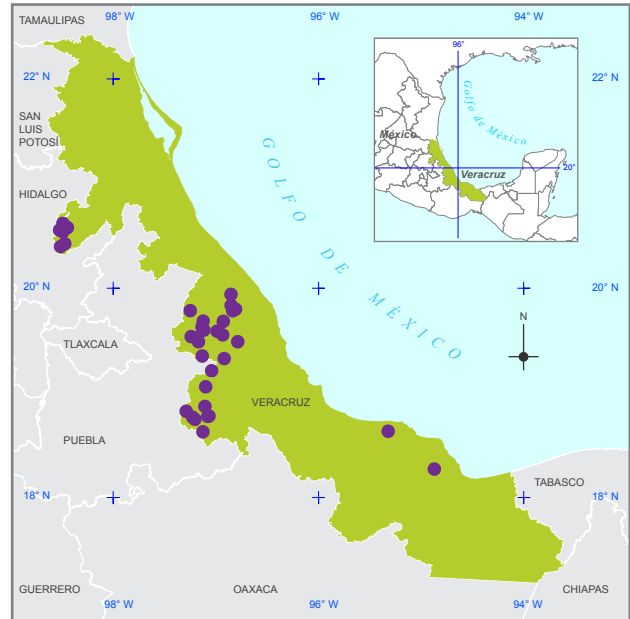 98° W
96° W
94° W
TAMAULIPAS
22° N
22° N
SAN
LUIS
POTOSÍ
HIDALGO
GOLFO DE MÉXICO
96°
Golfo de México
México
20°
Veracruz
20° N
20° N
N
TLAXCALA
VERACRUZ
PUEBLA
TABASCO
18° N
18° N
GUERRERO
OAXACA
CHIAPAS
98° W
96° W
94° W